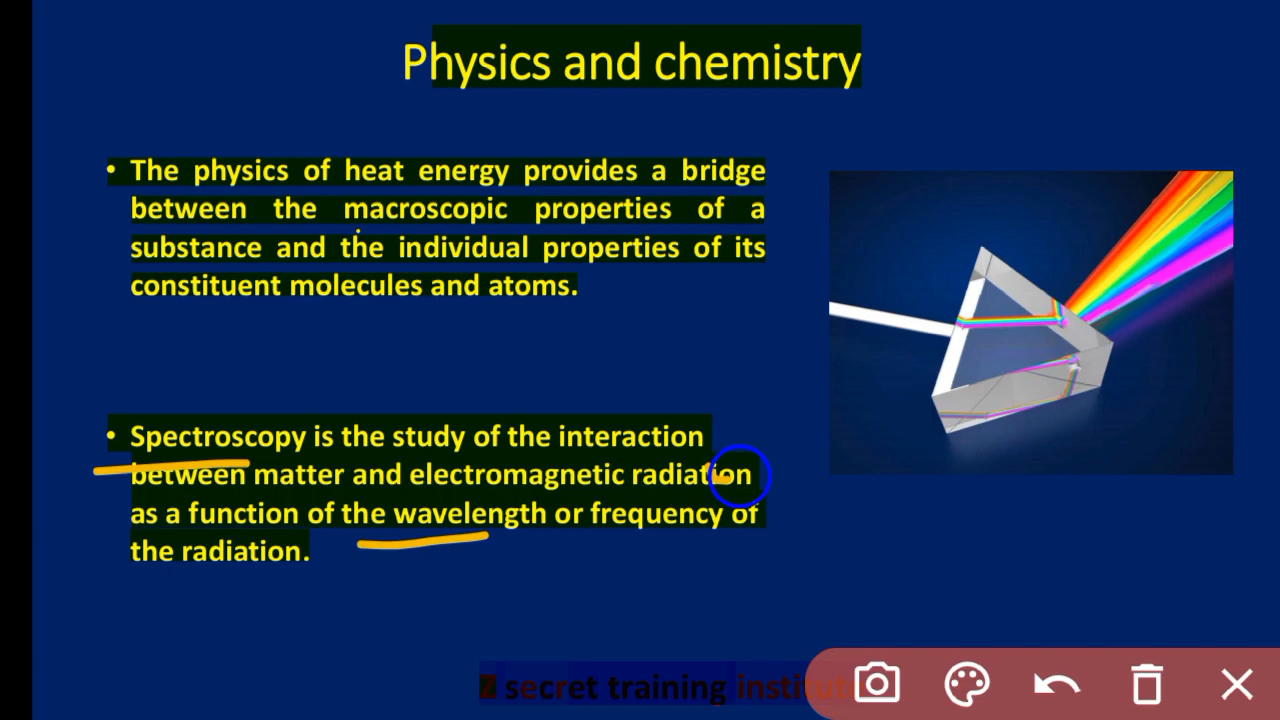 Physics and chemistry
• The physics of heat energy provides a bridge
between the macroscopic properties of a
substance and the individual properties of its
constituent molecules and atoms.
• Spectroscopy is the study of the interaction
between matter and electromagnetic radiation
as a function of the wavelength or frequency of
the radiation.
Z secret training institute